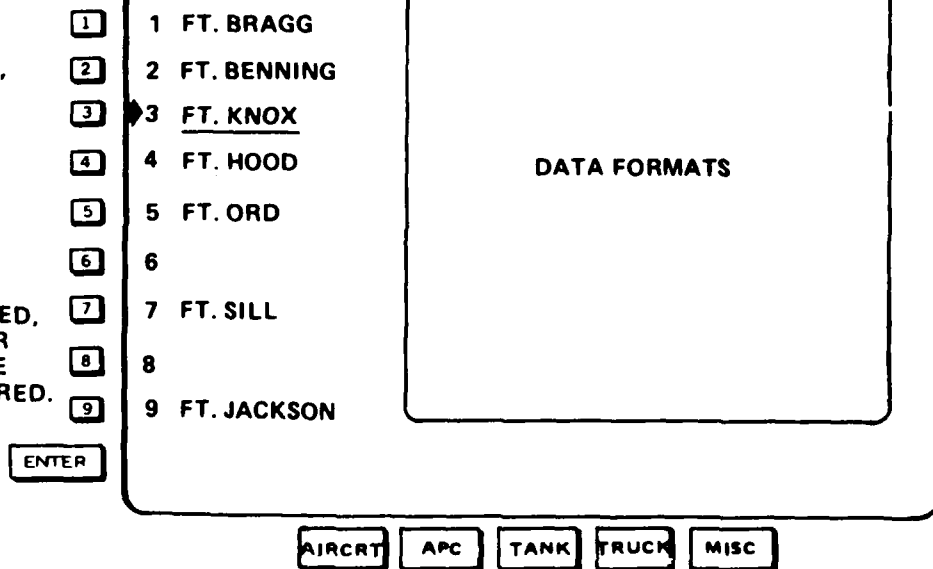 1 1 FT. BRAGG
, 2 2 FT. BENNING
3 3 FT. KNOX
4 4 FT. HOOD
DATA FORMATS
5 5 FT. ORD
6 6
ED, 7 7 FT. SILL
R
E 8 8
RED.
9 9 FT. JACKSON
ENTER
AIRCRT APC TANK TRUCK MISC